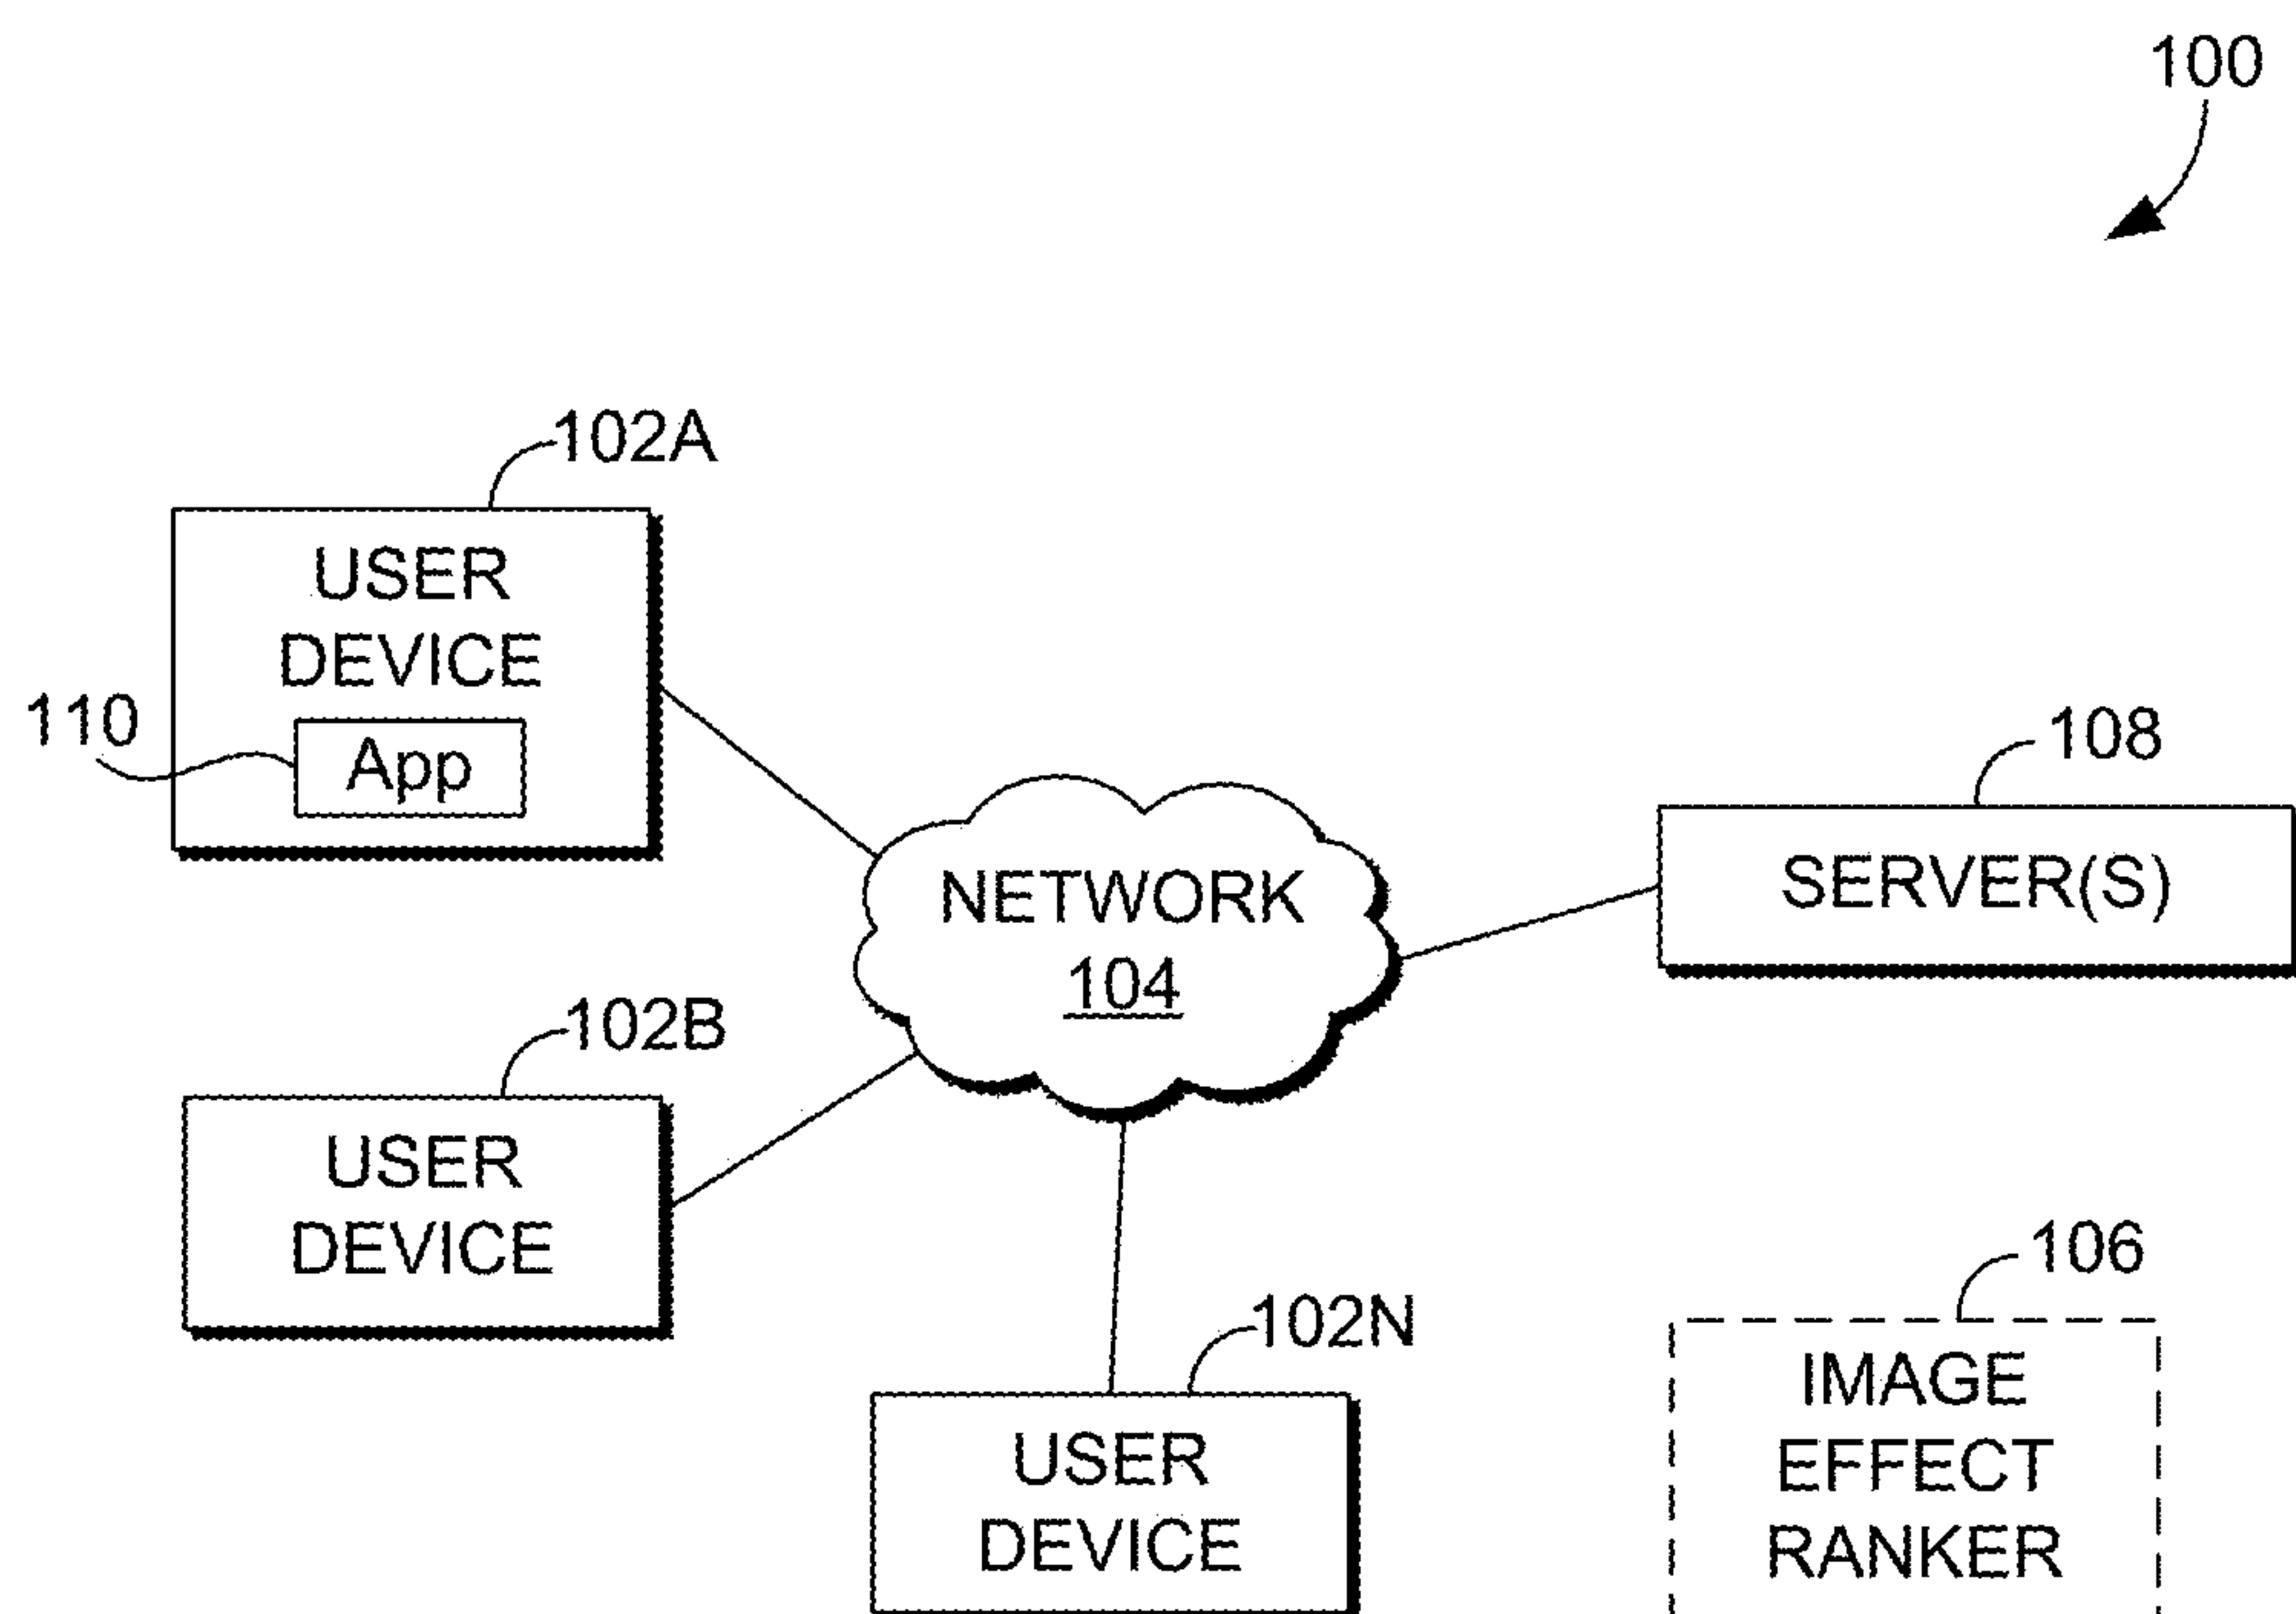 100
102A
USER
DEVICE
110
App
108
SERVER(S)
NETWORK
104
102B
USER
DEVICE
106
IMAGE
EFFECT
RANKER
102N
USER
DEVICE